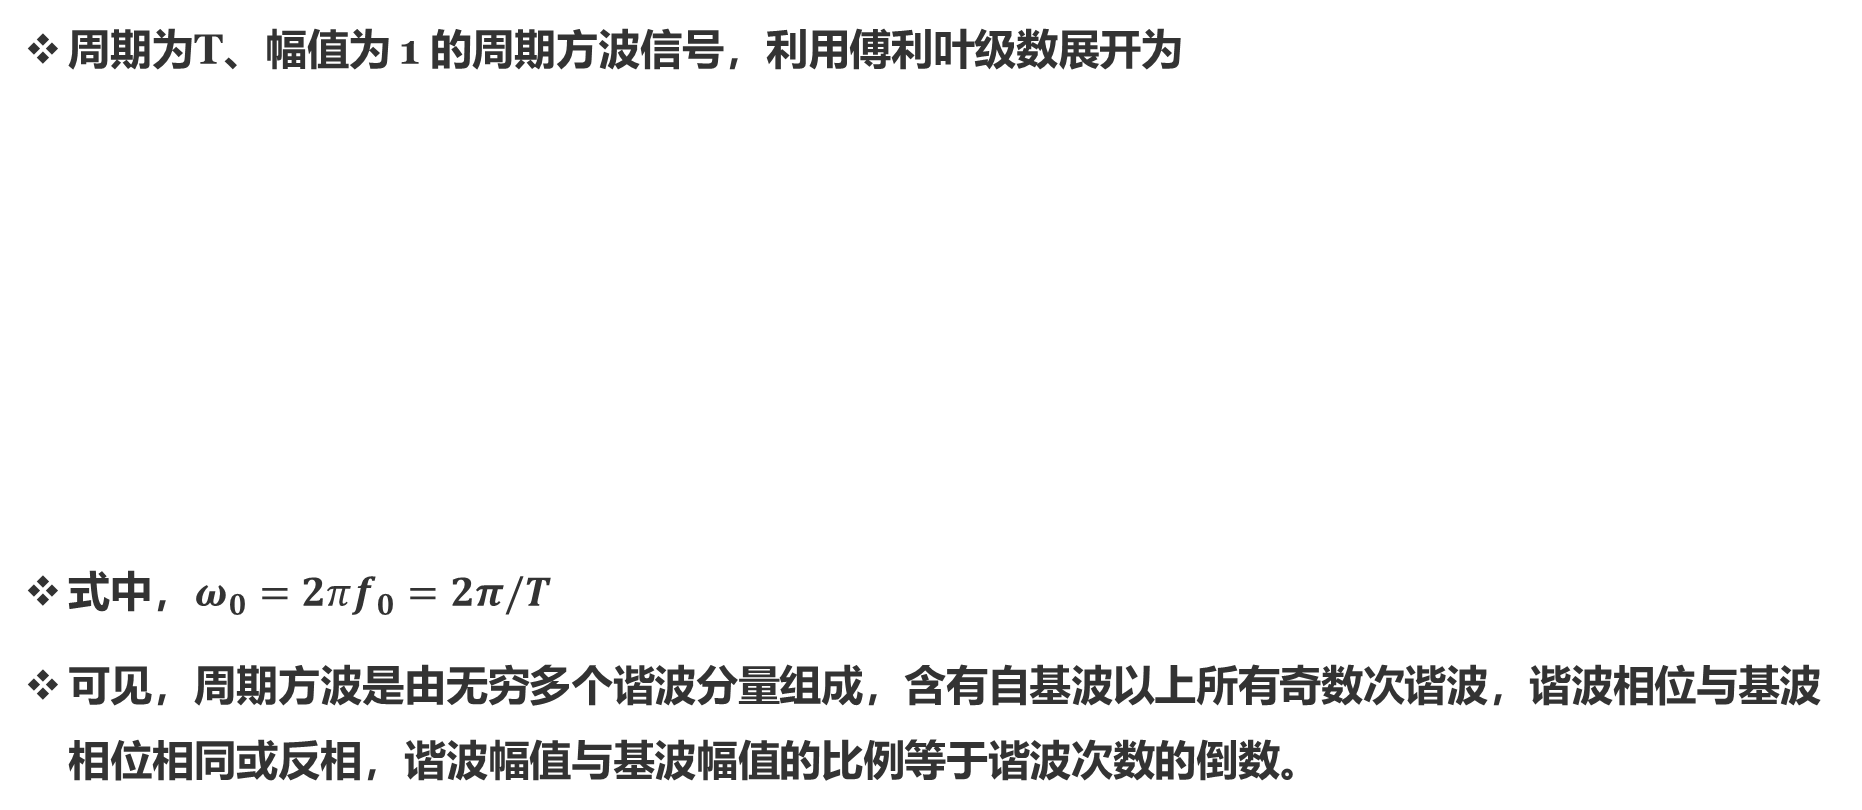 ❖ 周期为T、幅值为 1 的周期方波信号，利用傅利叶级数展开为
❖ 式中，ω₀ = 2πf₀ = 2π/T
❖ 可见，周期方波是由无穷多个谐波分量组成，含有自基波以上所有奇数次谐波，谐波相位与基波
相位相同或反相，谐波幅值与基波幅值的比例等于谐波次数的倒数。